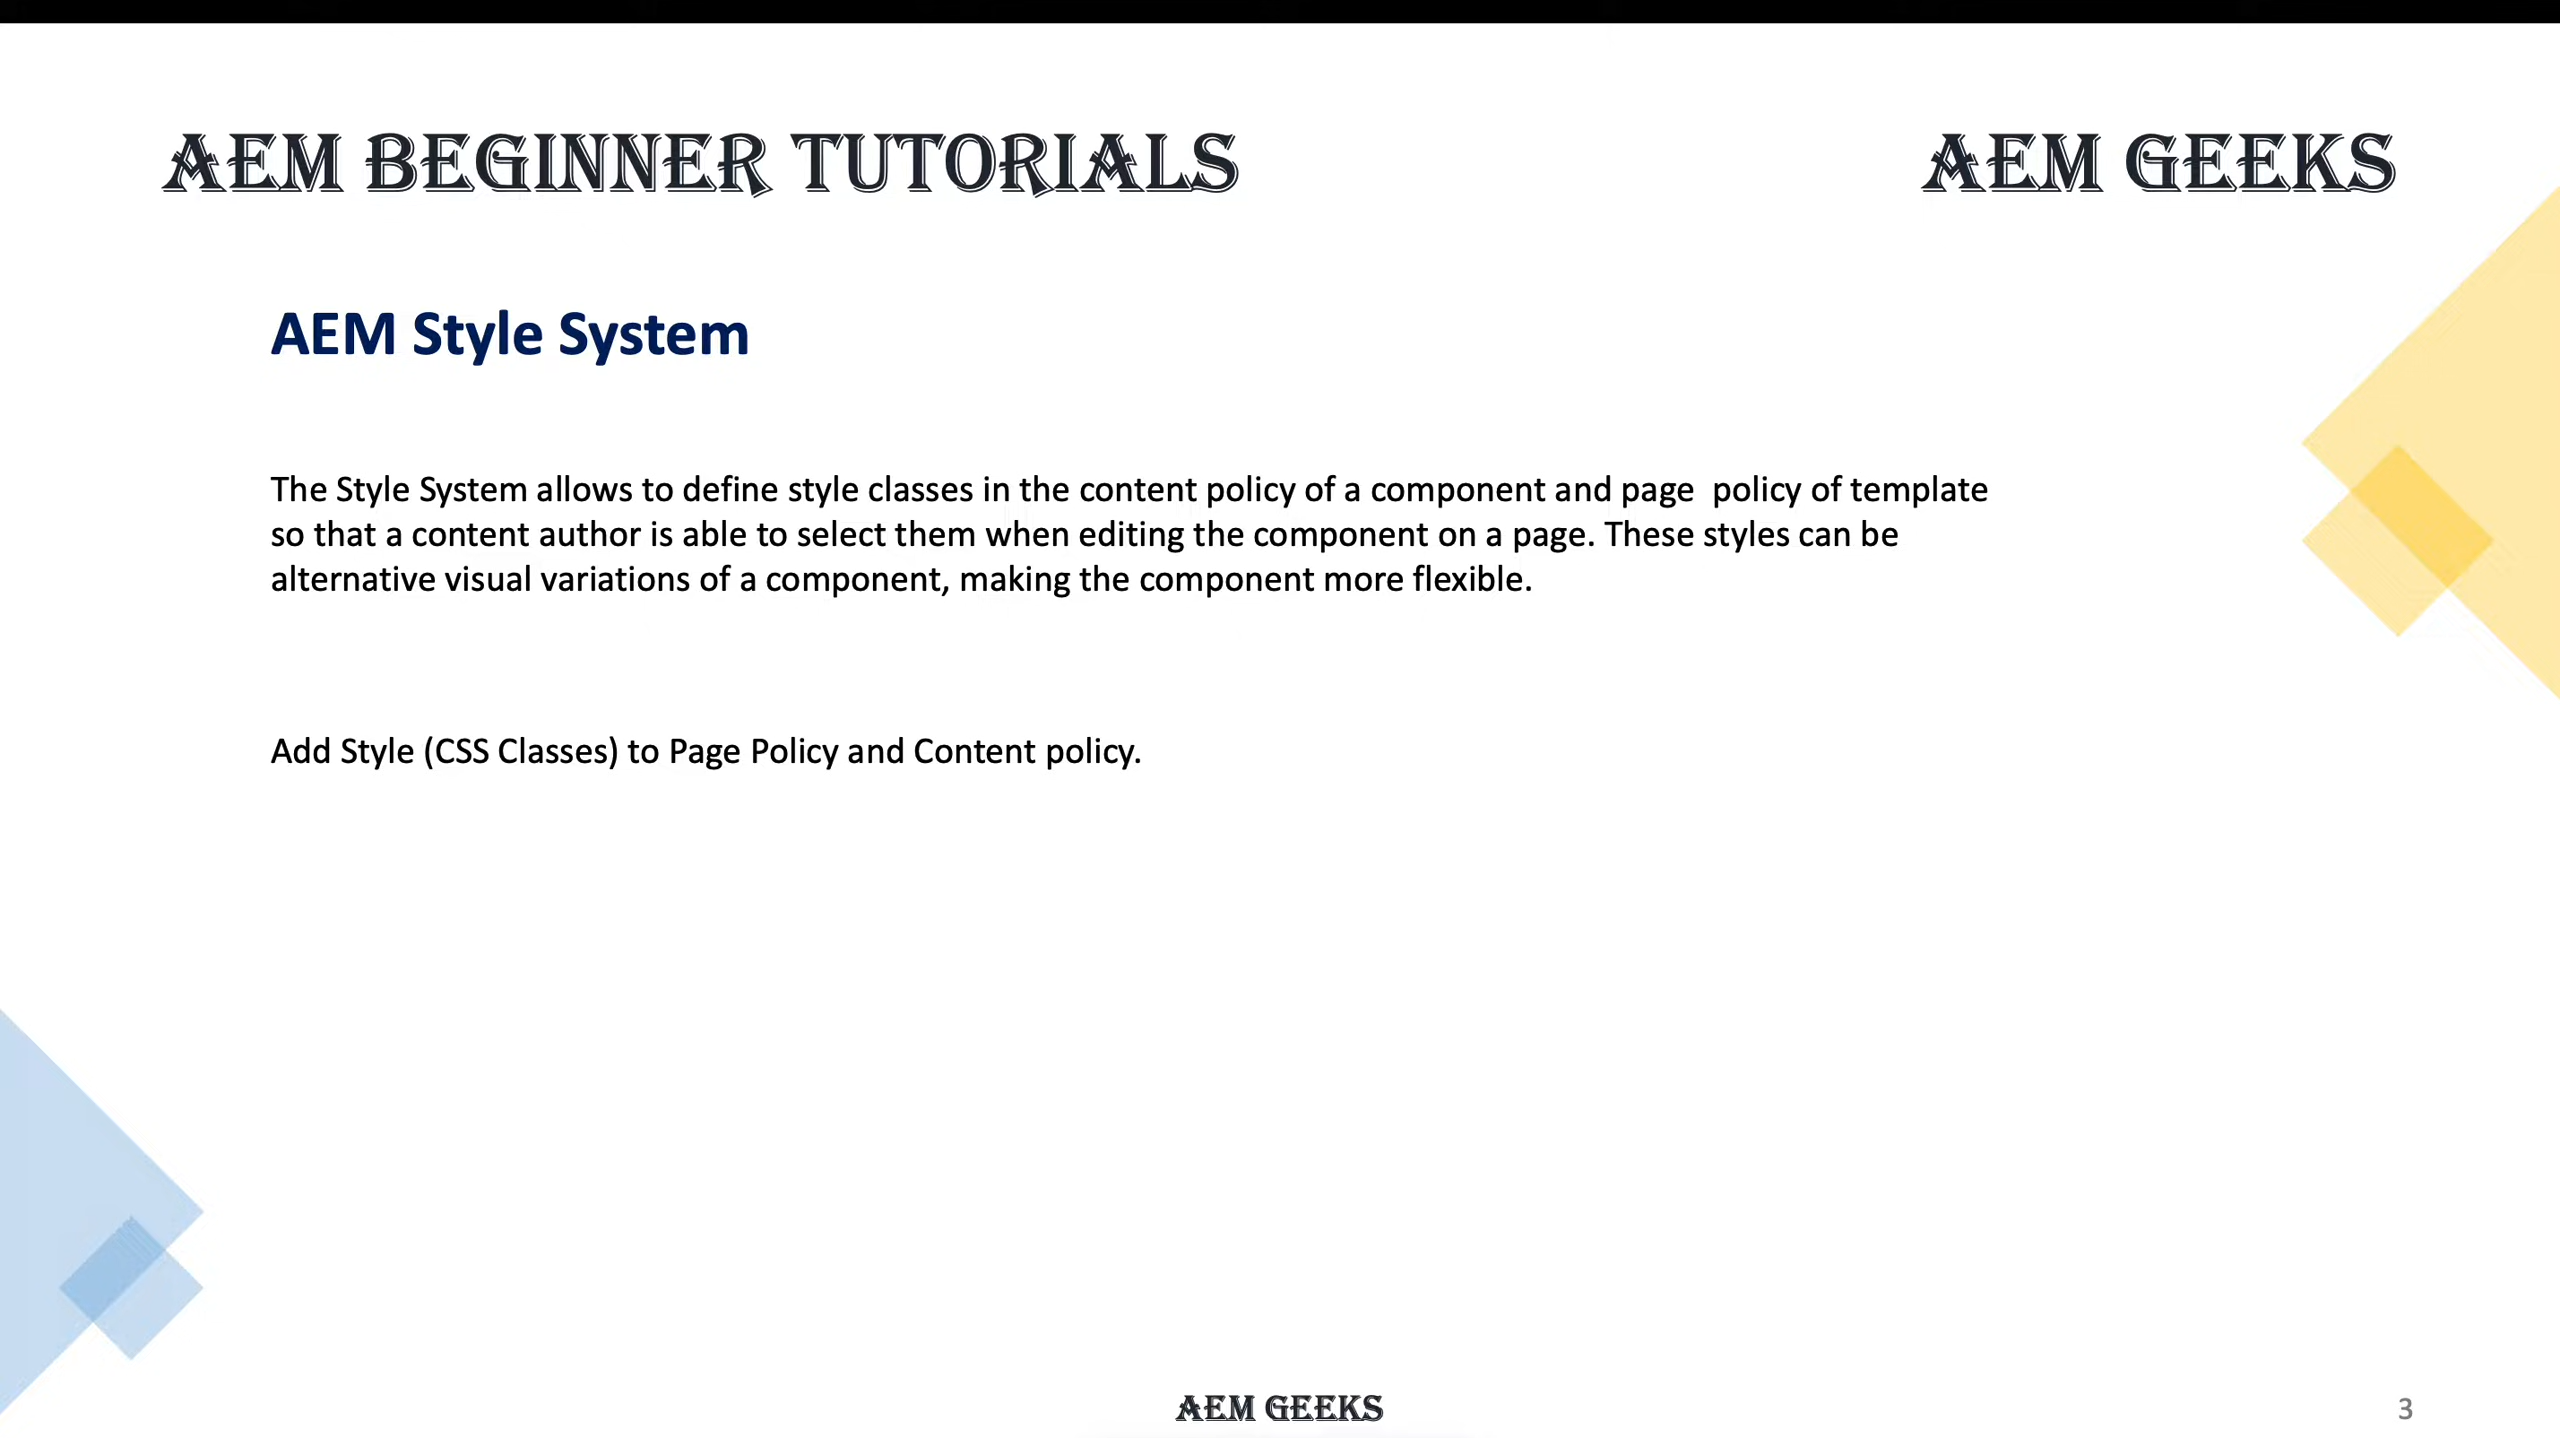 AEM BEGINNER TUTORIALS
AEM GEEKS
AEM Style System
The Style System allows to define style classes in the content policy of a component and page  policy of template
so that a content author is able to select them when editing the component on a page. These styles can be
alternative visual variations of a component, making the component more flexible.
Add Style (CSS Classes) to Page Policy and Content policy.
AEM GEEKS
3